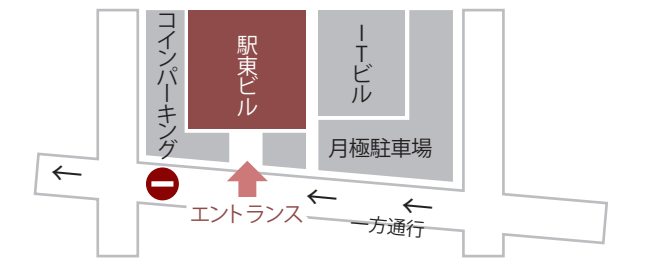 コインパーキング
駅東ビル
ITビル
月極駐車場
エントランス
一方通行